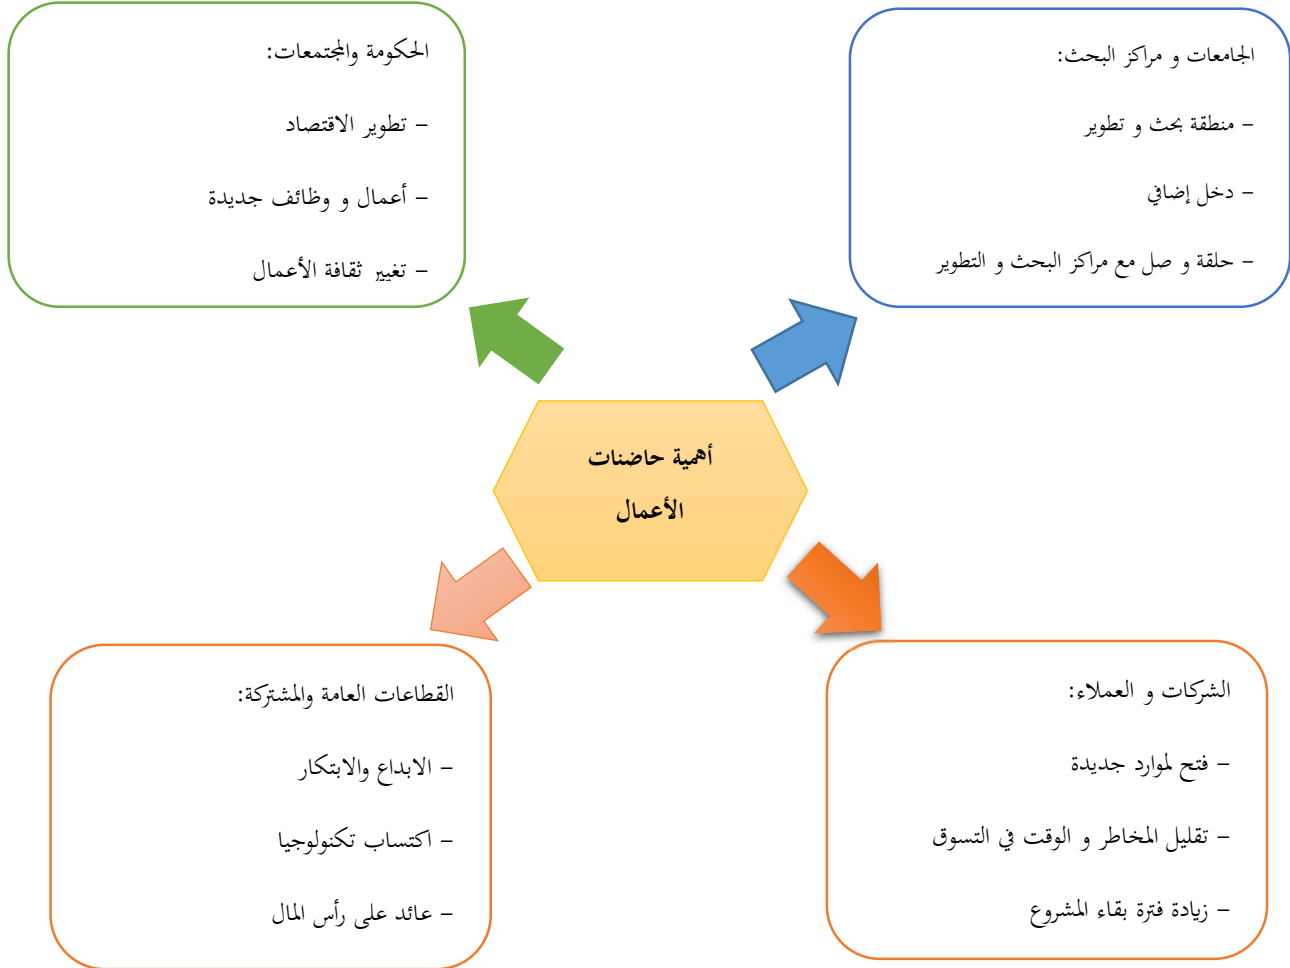 الجامعات و مراكز البحث:
– منطقة بحث و تطوير
– دخل إضافي
– حلقة و صل مع مراكز البحث و التطوير
الحكومة والمجتمعات:
– تطوير الاقتصاد
– أعمال و وظائف جديدة
– تغيير ثقافة الأعمال
أهمية حاضنات
الأعمال
الشركات و العملاء:
– فتح لموارد جديدة
– تقليل المخاطر و الوقت في التسوق
– زيادة فترة بقاء المشروع
القطاعات العامة والمشتركة:
– الابداع والابتكار
– اكتساب تكنولوجيا
– عائد على رأس المال